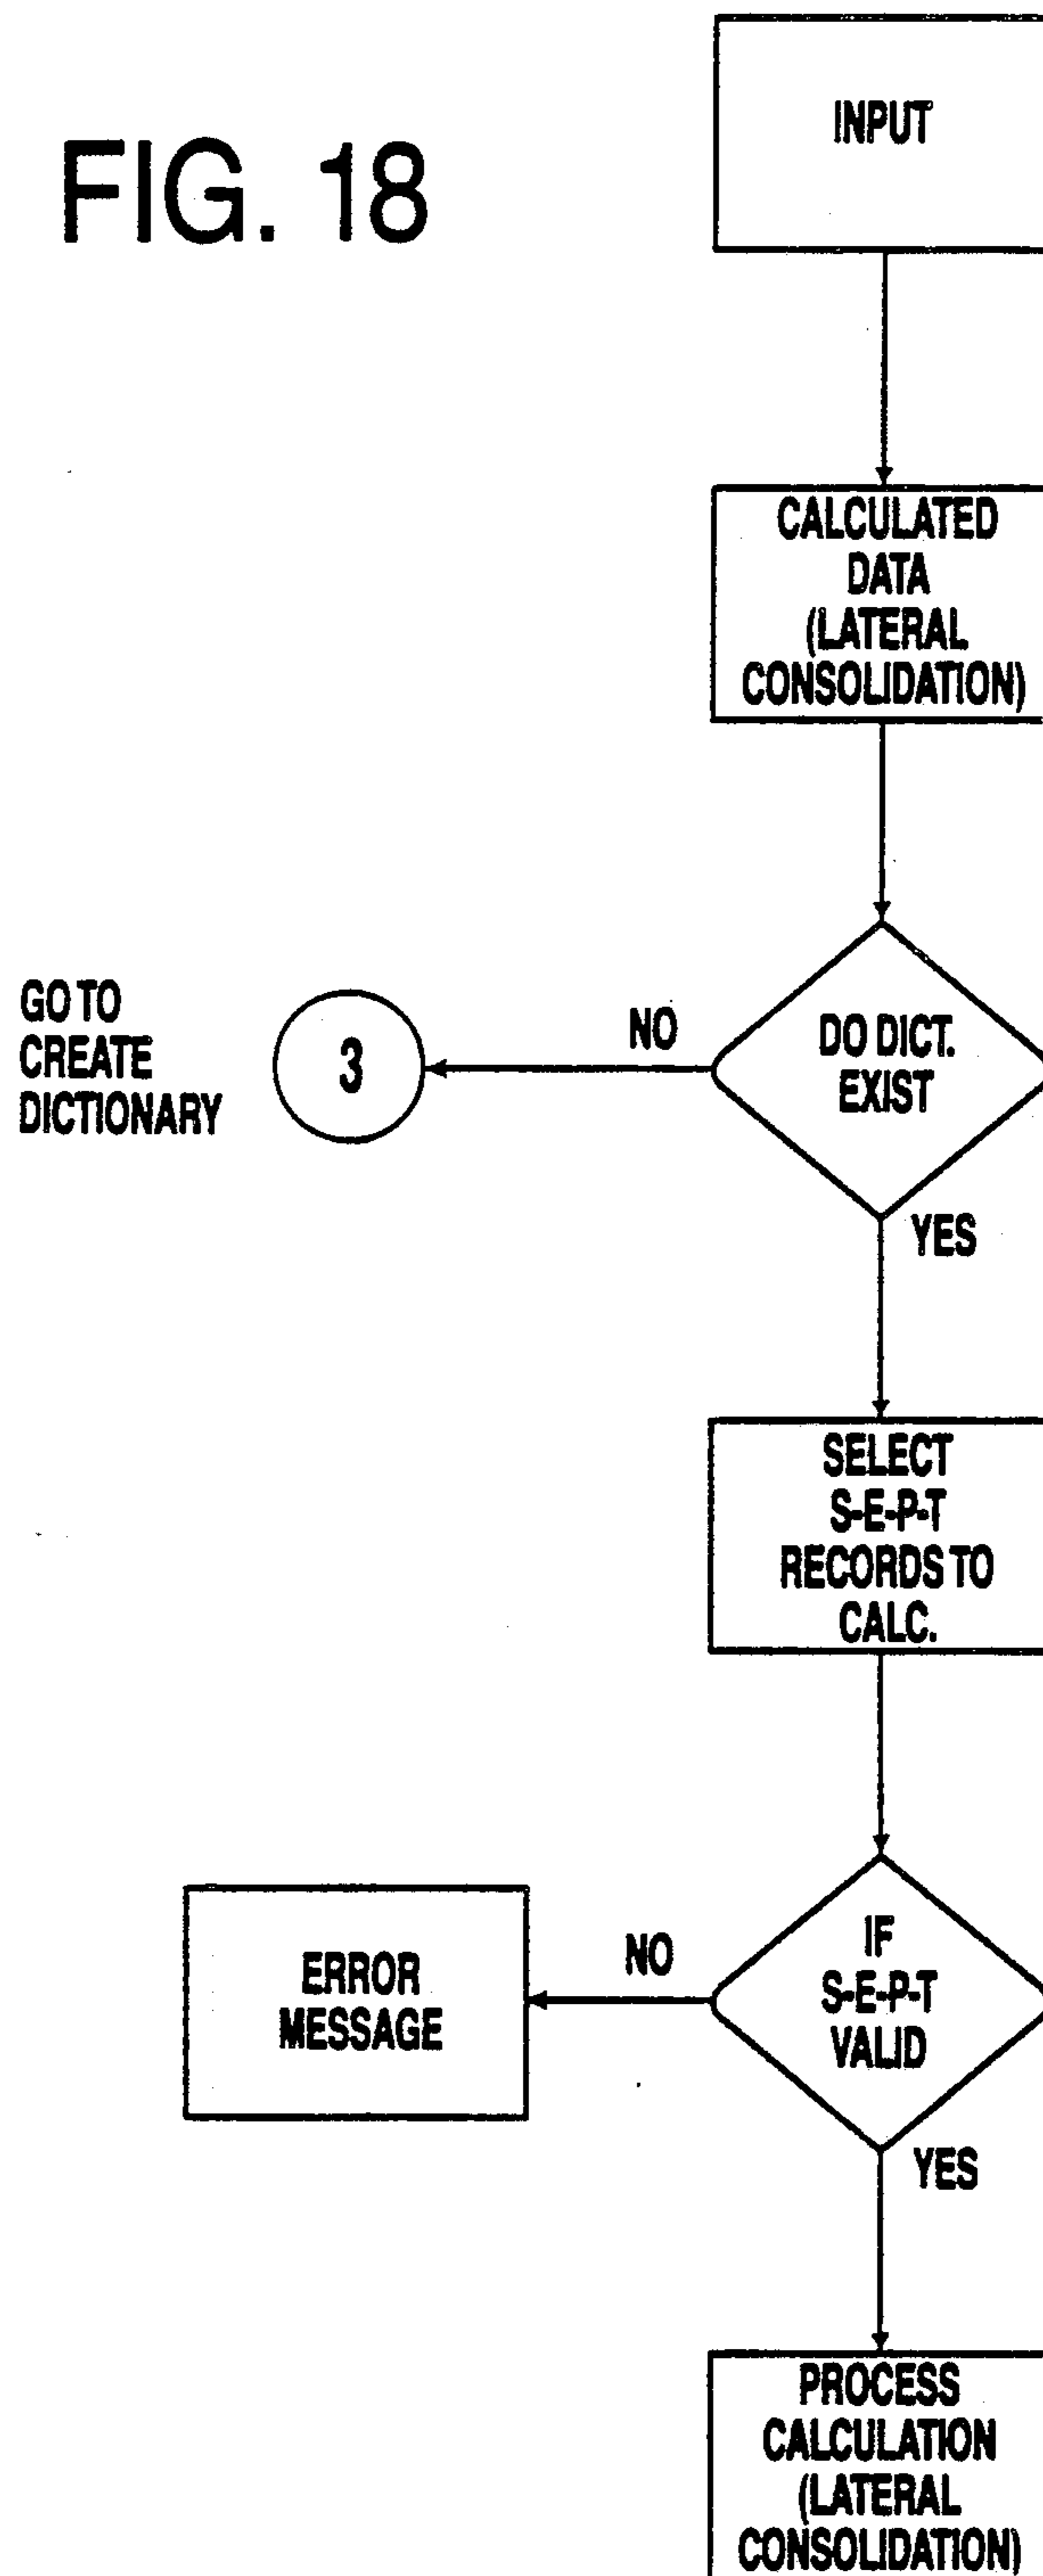 FIG. 18
INPUT
CALCULATED
DATA
(LATERAL
CONSOLIDATION)
GO TO
CREATE
DICTIONARY
3
NO
DO DICT.
EXIST
YES
SELECT
S-E-P-T
RECORDS TO
CALC.
ERROR
MESSAGE
NO
IF
S-E-P-T
VALID
YES
PROCESS
CALCULATION
(LATERAL
CONSOLIDATION)